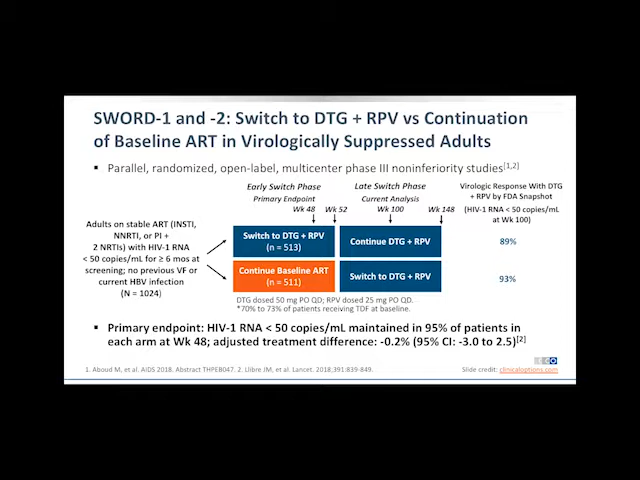 SWORD-1 and -2: Switch to DTG + RPV vs Continuation
of Baseline ART in Virologically Suppressed Adults
▪ Parallel, randomized, open-label, multicenter phase III noninferiority studies[1,2]
Early Switch Phase
Late Switch Phase
Virologic Response With DTG
+ RPV by FDA Snapshot
(HIV-1 RNA < 50 copies/mL
at Wk 100)
Primary Endpoint
Wk 48
Wk 52
Current Analysis
Wk 100
Wk 148
Adults on stable ART (INSTI,
NNRTI, or PI +
2 NRTIs) with HIV-1 RNA
< 50 copies/mL for ≥ 6 mos at
screening; no previous VF or
current HBV infection
(N = 1024)
Switch to DTG + RPV
(n = 513)
Continue DTG + RPV
89%
Continue Baseline ART
(n = 511)
Switch to DTG + RPV
93%
DTG dosed 50 mg PO QD; RPV dosed 25 mg PO QD.
*70% to 73% of patients receiving TDF at baseline.
▪ Primary endpoint: HIV-1 RNA < 50 copies/mL maintained in 95% of patients in
each arm at Wk 48; adjusted treatment difference: -0.2% (95% CI: -3.0 to 2.5)[2]
1. Aboud M, et al. AIDS 2018. Abstract THPEB047. 2. Llibre JM, et al. Lancet. 2018;391:839-849.
Slide credit: clinicaloptions.com